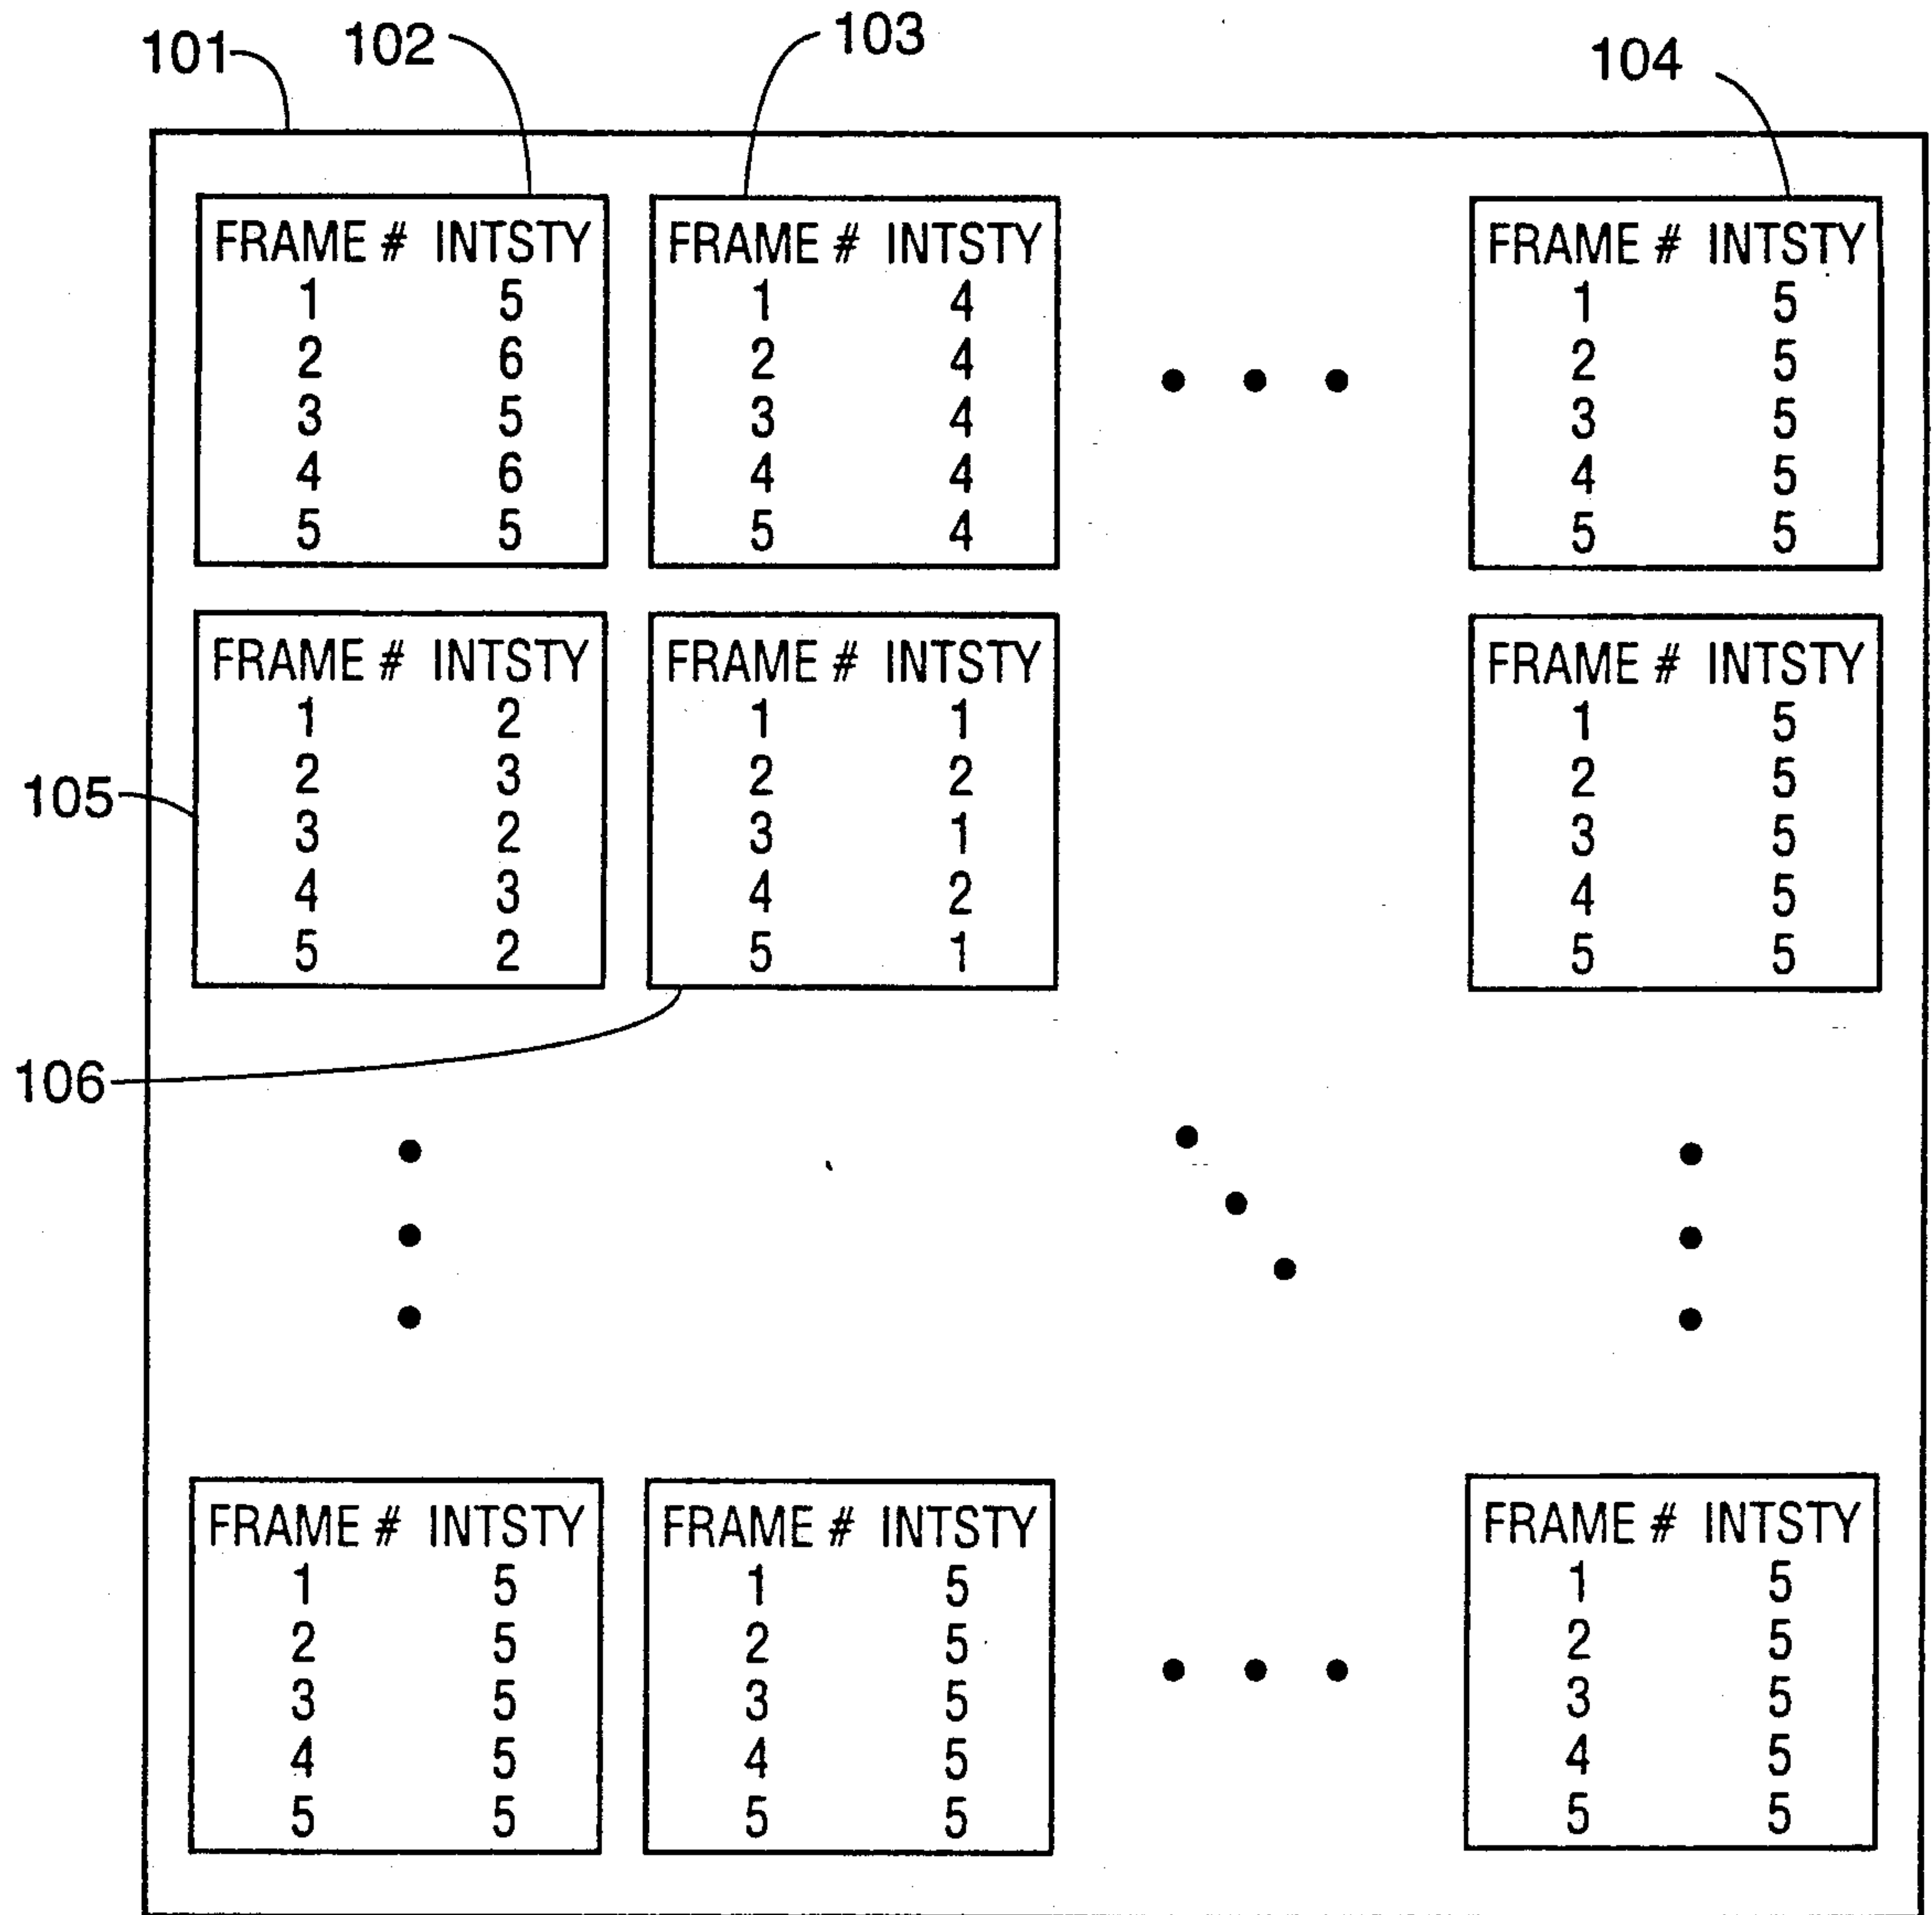 101 102 103 104
FRAME # INTSTY FRAME # INTSTY FRAME # INTSTY
1 5 1 4 1 5
2 6 2 4 2 5
3 5 3 4 3 5
4 6 4 4 4 5
5 5 5 4 5 5
FRAME # INTSTY FRAME # INTSTY FRAME # INTSTY
1 2 1 1 1 5
2 3 2 2 2 5
105
3 2 3 1 3 5
4 3 4 2 4 5
5 2 5 1 5 5
106
FRAME # INTSTY FRAME # INTSTY FRAME # INTSTY
1 5 1 5 1 5
2 5 2 5 2 5
3 5 3 5 3 5
4 5 4 5 4 5
5 5 5 5 5 5